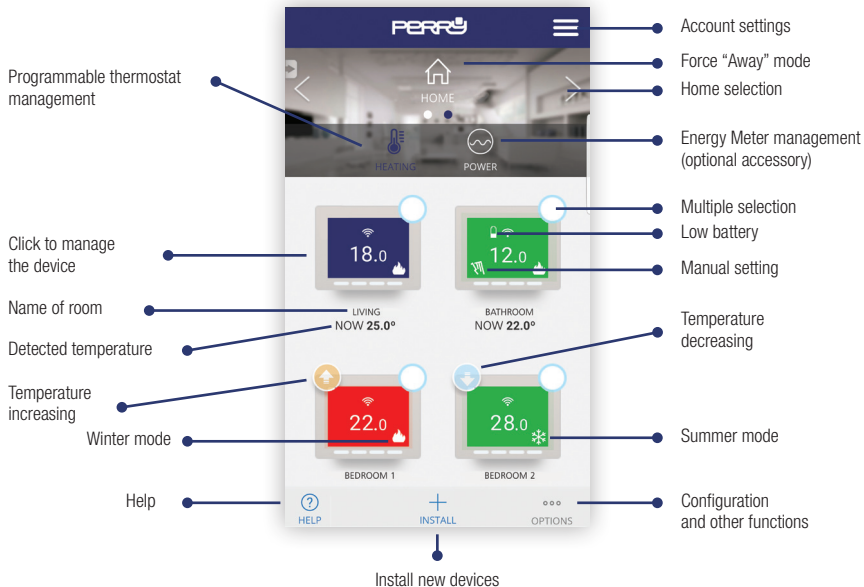 PERRY
Account settings
Force “Away” mode
Home selection
HOME
Programmable thermostat
management
HEATING
POWER
Energy Meter management
(optional accessory)
Multiple selection
Low battery
Manual setting
18.0
12.0
Click to manage
the device
Name of room
LIVING
NOW 25.0°
BATHROOM
NOW 22.0°
Detected temperature
Temperature
decreasing
Temperature
increasing
Winter mode
22.0
28.0
Summer mode
BEDROOM 1
BEDROOM 2
Help
?
HELP
INSTALL
OPTIONS
Configuration
and other functions
Install new devices